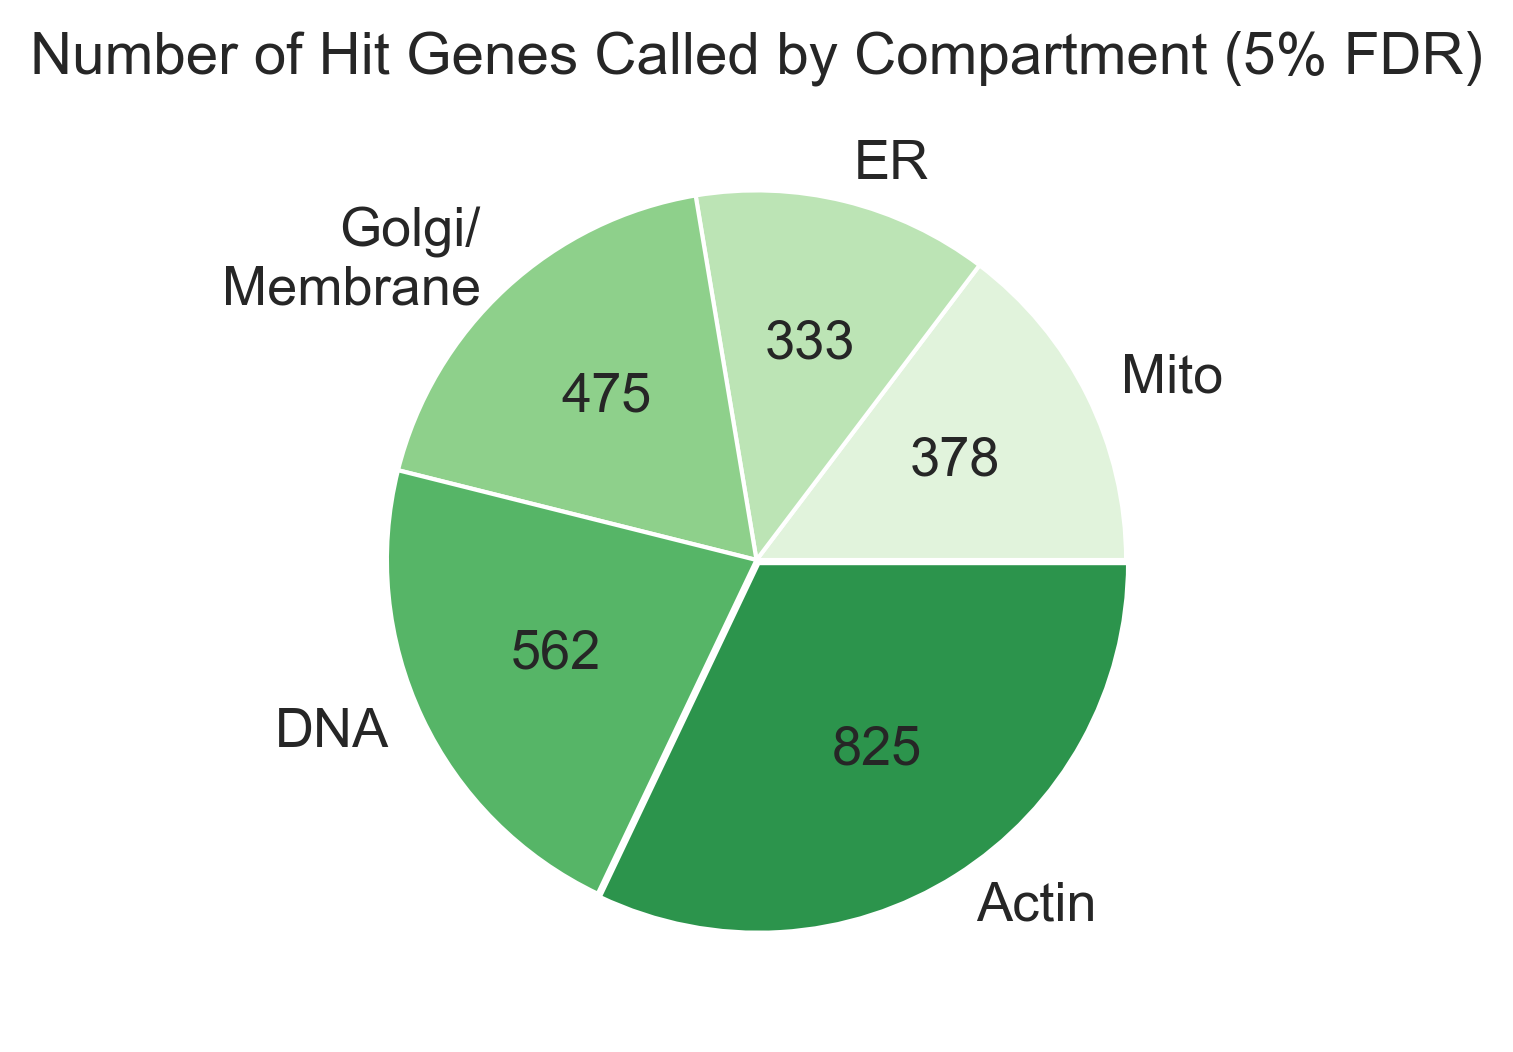 Number of Hit Genes Called by Compartment (5% FDR)
ER
Golgi/
Membrane
333
Mito
475
378
562
DNA
825
Actin